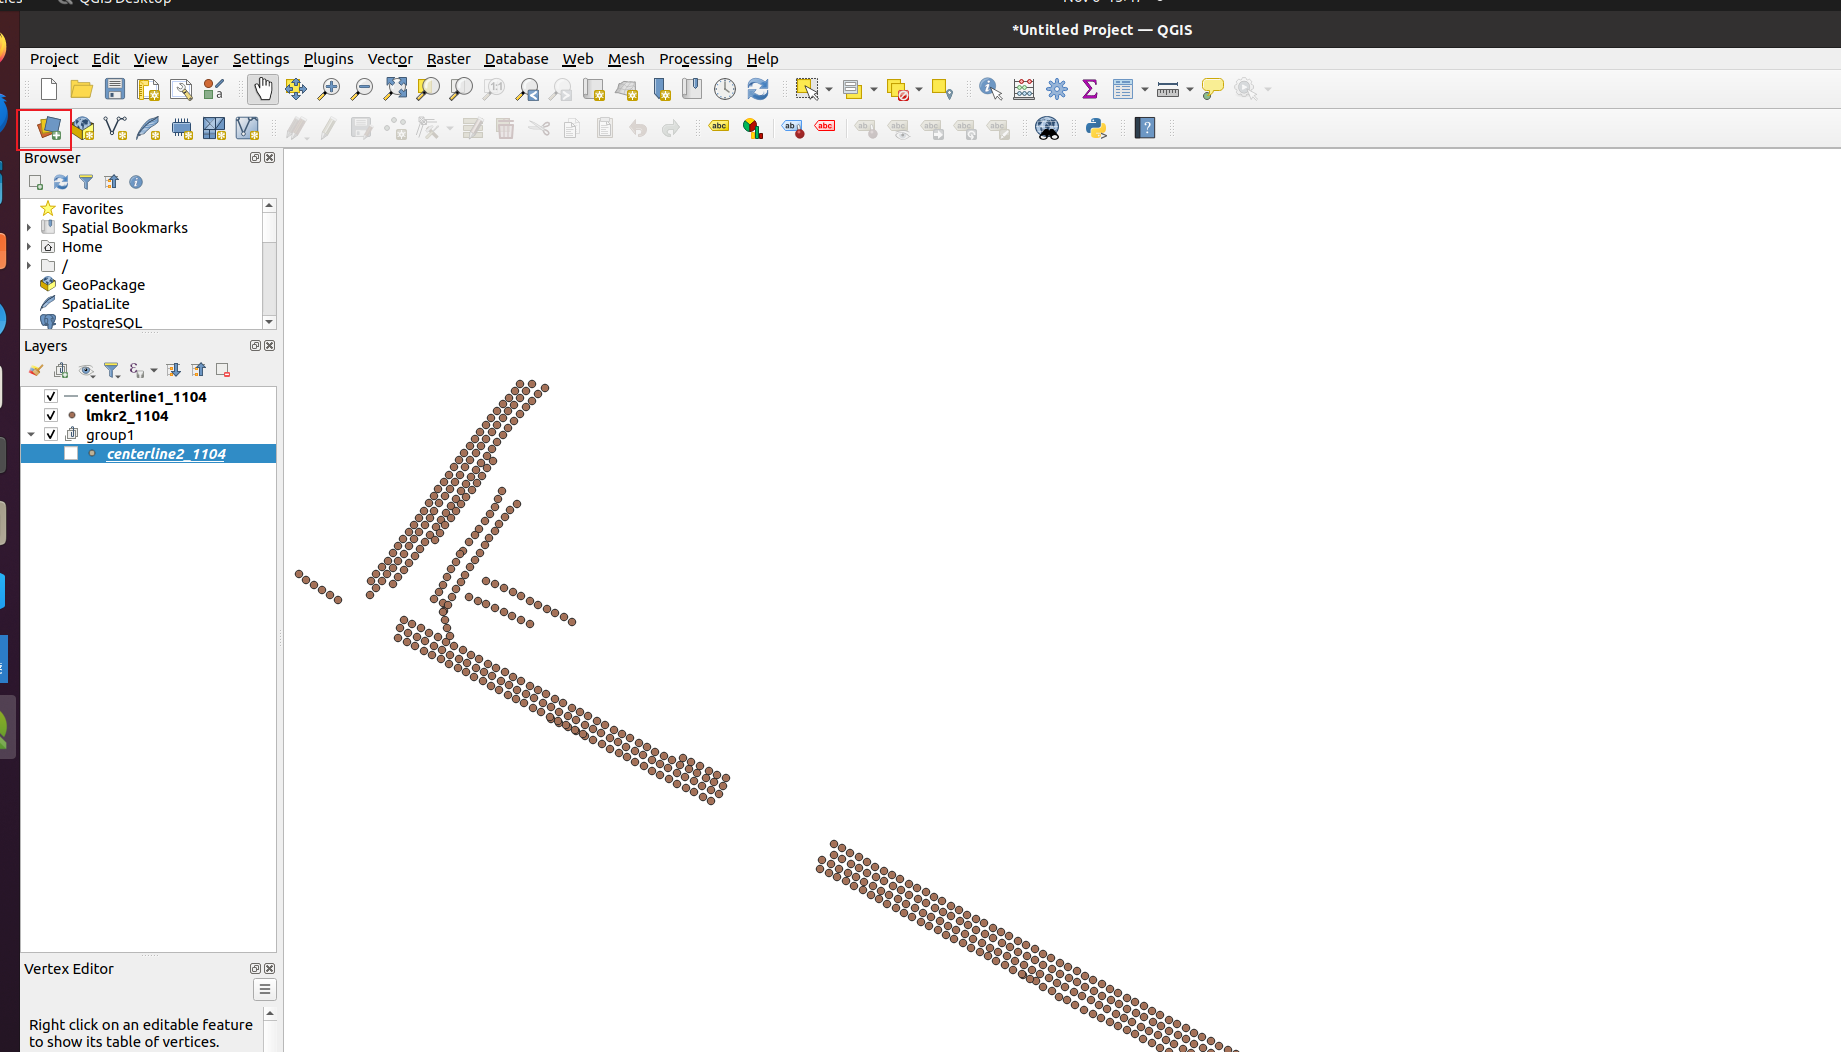 QGIS Desktop
*Untitled Project — QGIS
Project Edit View Layer Settings Plugins Vector Raster Database Web Mesh Processing Help
Browser
Favorites
Spatial Bookmarks
Home
/
GeoPackage
SpatiaLite
PostgreSQL
Layers
centerline1_1104
lmkr2_1104
group1
centerline2_1104
Vertex Editor
Right click on an editable feature
to show its table of vertices.